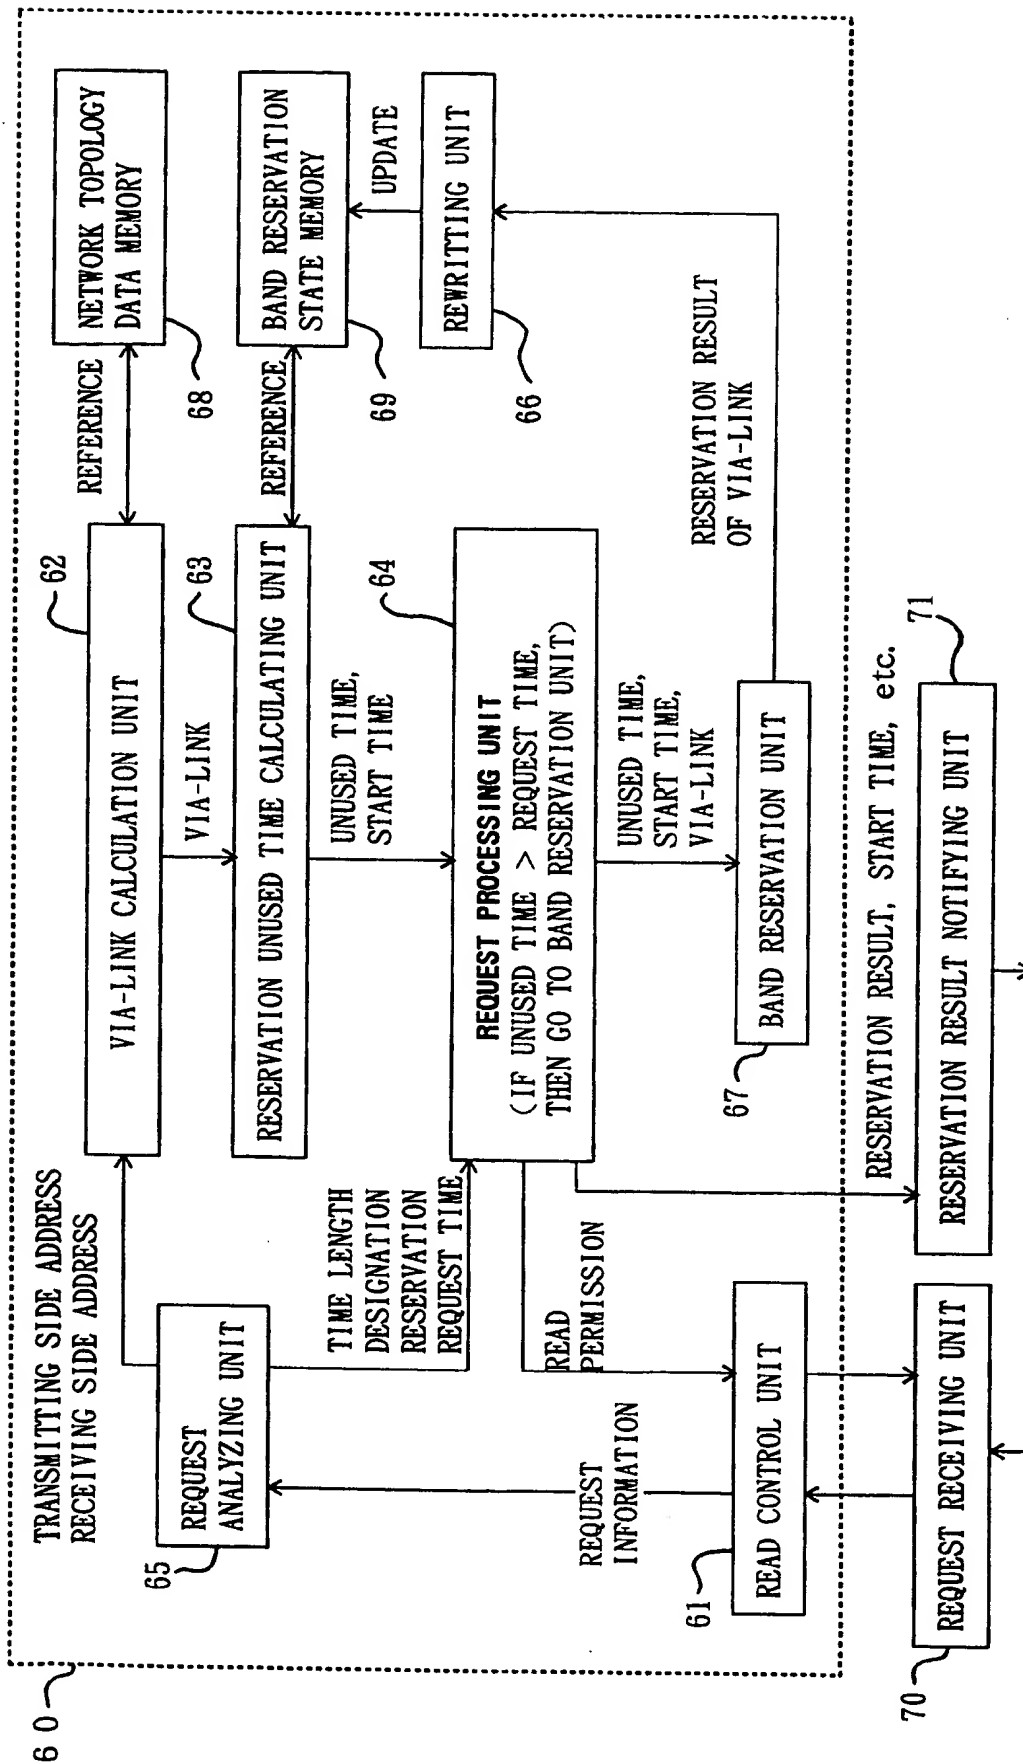 60
TRANSMITTING SIDE ADDRESS
RECEIVING SIDE ADDRESS
62
VIA-LINK CALCULATION UNIT
REFERENCE
NETWORK TOPOLOGY
DATA MEMORY
68
VIA-LINK
65
REQUEST
ANALYZING UNIT
63
RESERVATION UNUSED TIME CALCULATING UNIT
REFERENCE
BAND RESERVATION
STATE MEMORY
69
UPDATE
TIME LENGTH
DESIGNATION
RESERVATION
REQUEST TIME
UNUSED TIME,
START TIME
64
REQUEST PROCESSING UNIT
(IF UNUSED TIME > REQUEST TIME,
THEN GO TO BAND RESERVATION UNIT)
REWRITTING UNIT
66
REQUEST
INFORMATION
READ
PERMISSION
UNUSED TIME,
START TIME,
VIA-LINK
RESERVATION RESULT
OF VIA-LINK
61
READ CONTROL UNIT
67
BAND RESERVATION UNIT
RESERVATION RESULT, START TIME, etc.
70
REQUEST RECEIVING UNIT
71
RESERVATION RESULT NOTIFYING UNIT